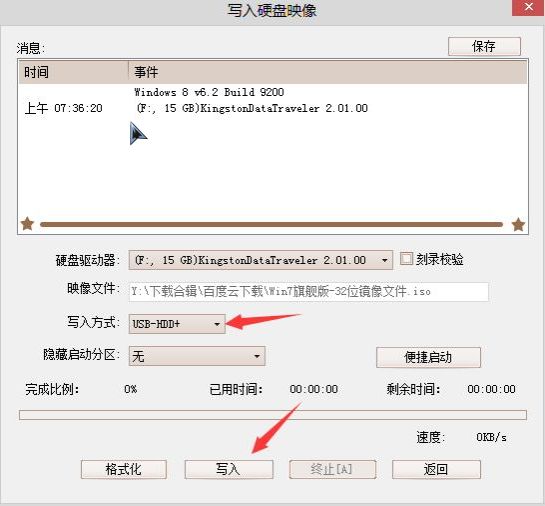 写入硬盘映像
消息:
保存
时间 事件
Windows 8 v6.2 Build 9200
上午 07:36:20 (F:, 15 GB)KingstonDataTraveler 2.01.00
硬盘驱动器: (F:, 15 GB)KingstonDataTraveler 2.01.00 刻录校验
映像文件: Y:\下载合辑\百度云下载\Win7旗舰版-32位镜像文件.iso
写入方式: USB-HDD+
隐藏启动分区: 无 便捷启动
完成比例: 0% 已用时间: 00:00:00 剩余时间: 00:00:00
速度: 0KB/s
格式化 写入 终止[A] 返回